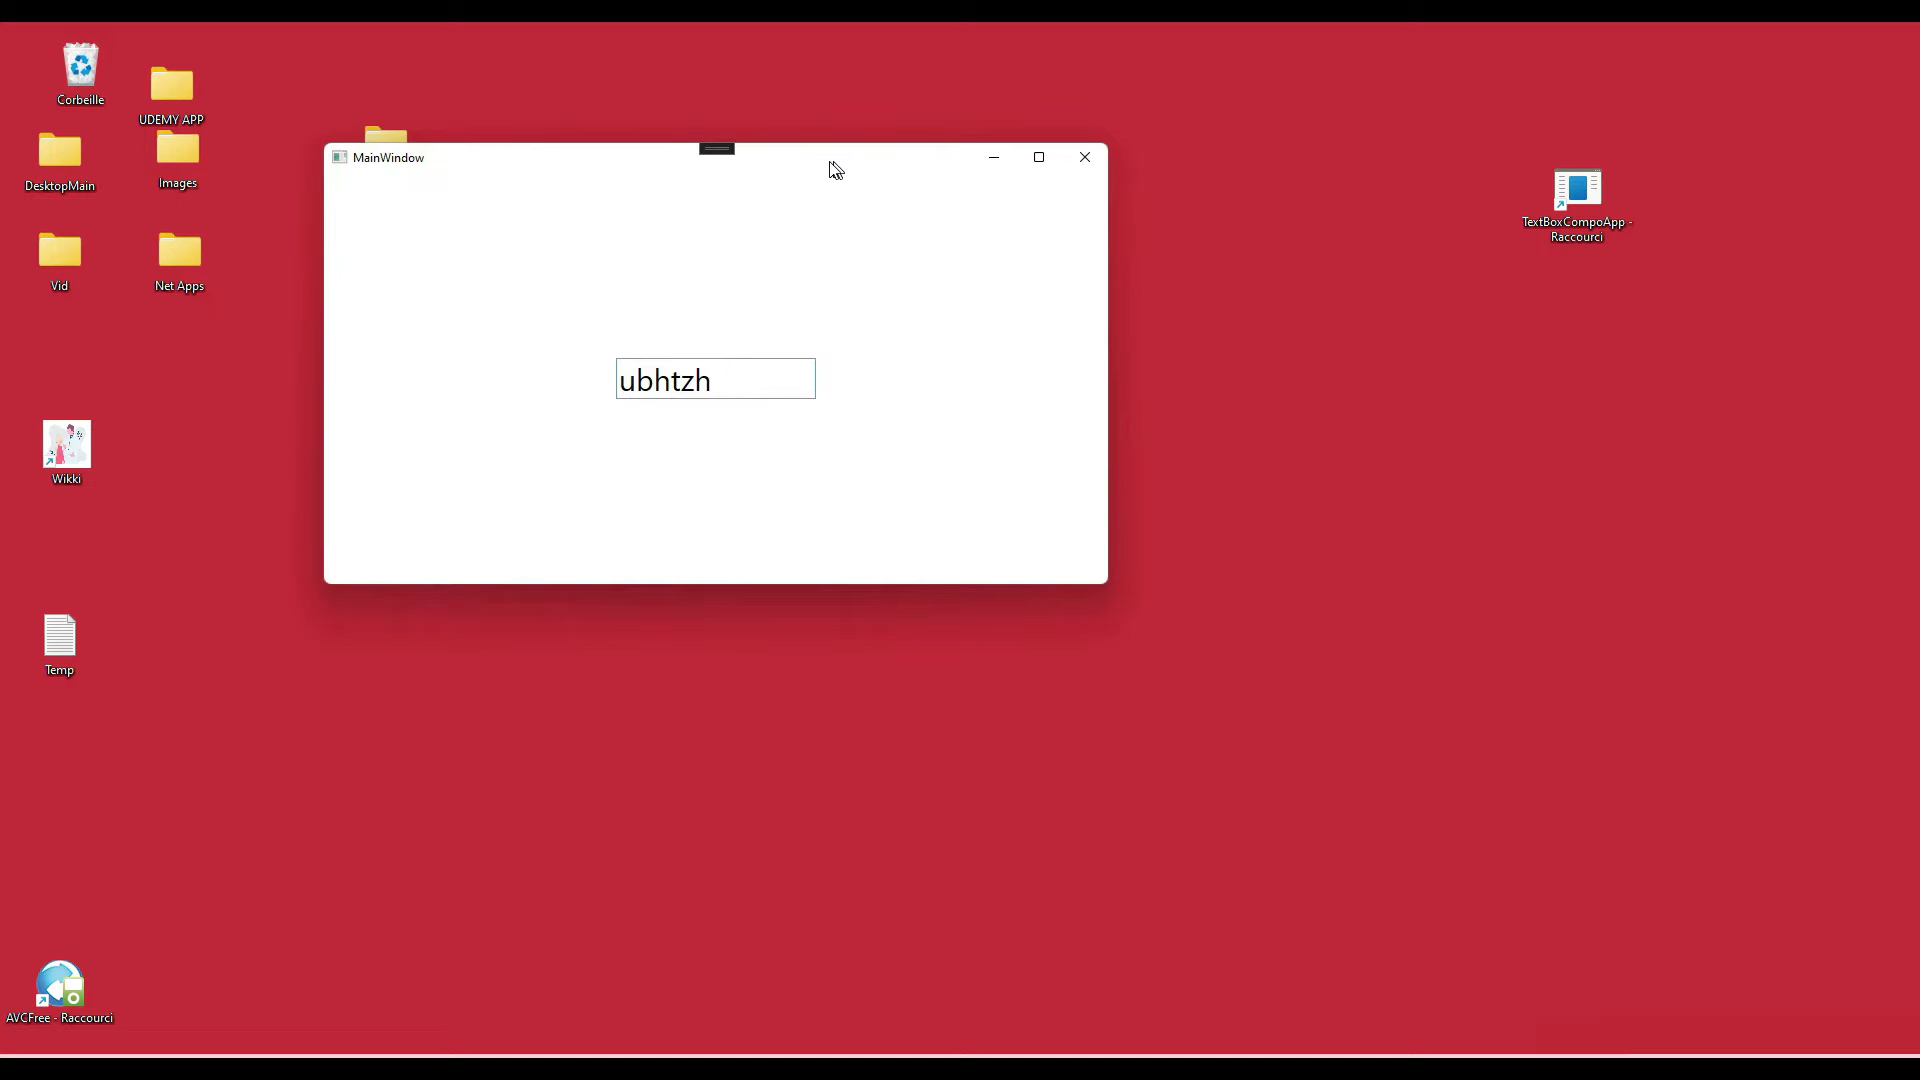 Corbeille
UDEMY APP
DesktopMain
Images
Vid
Net Apps
Wikki
Temp
AVCFree - Raccourci
MainWindow
ubhtzh
TextBoxCompoApp -
Raccourci